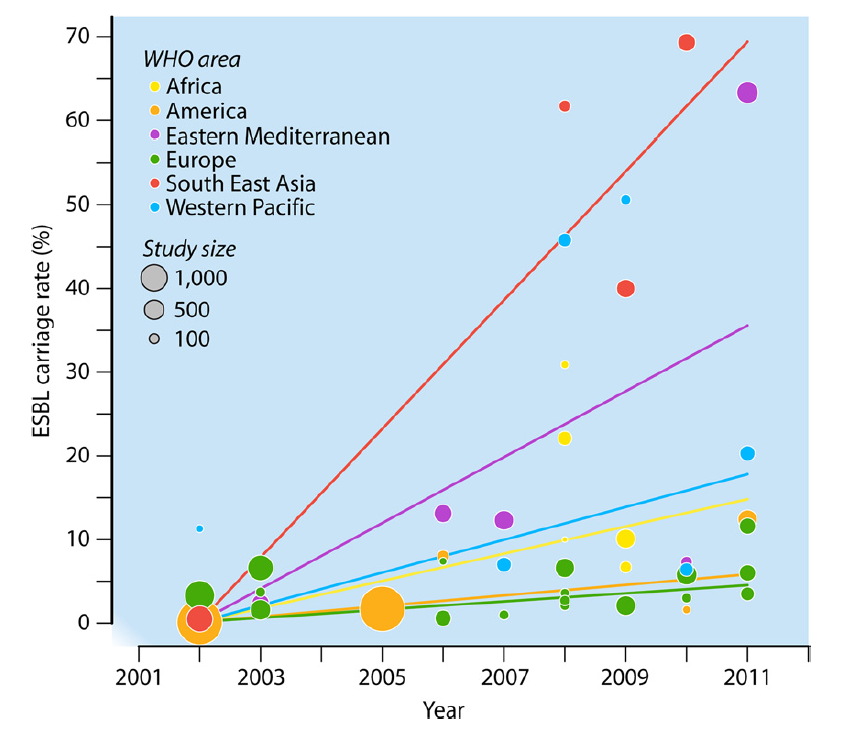 70
60
50
40
30
20
10
0
ESBL carriage rate (%)
WHO area
Africa
America
Eastern Mediterranean
Europe
South East Asia
Western Pacific
Study size
1,000
500
100
2001 2003 2005 2007 2009 2011
Year